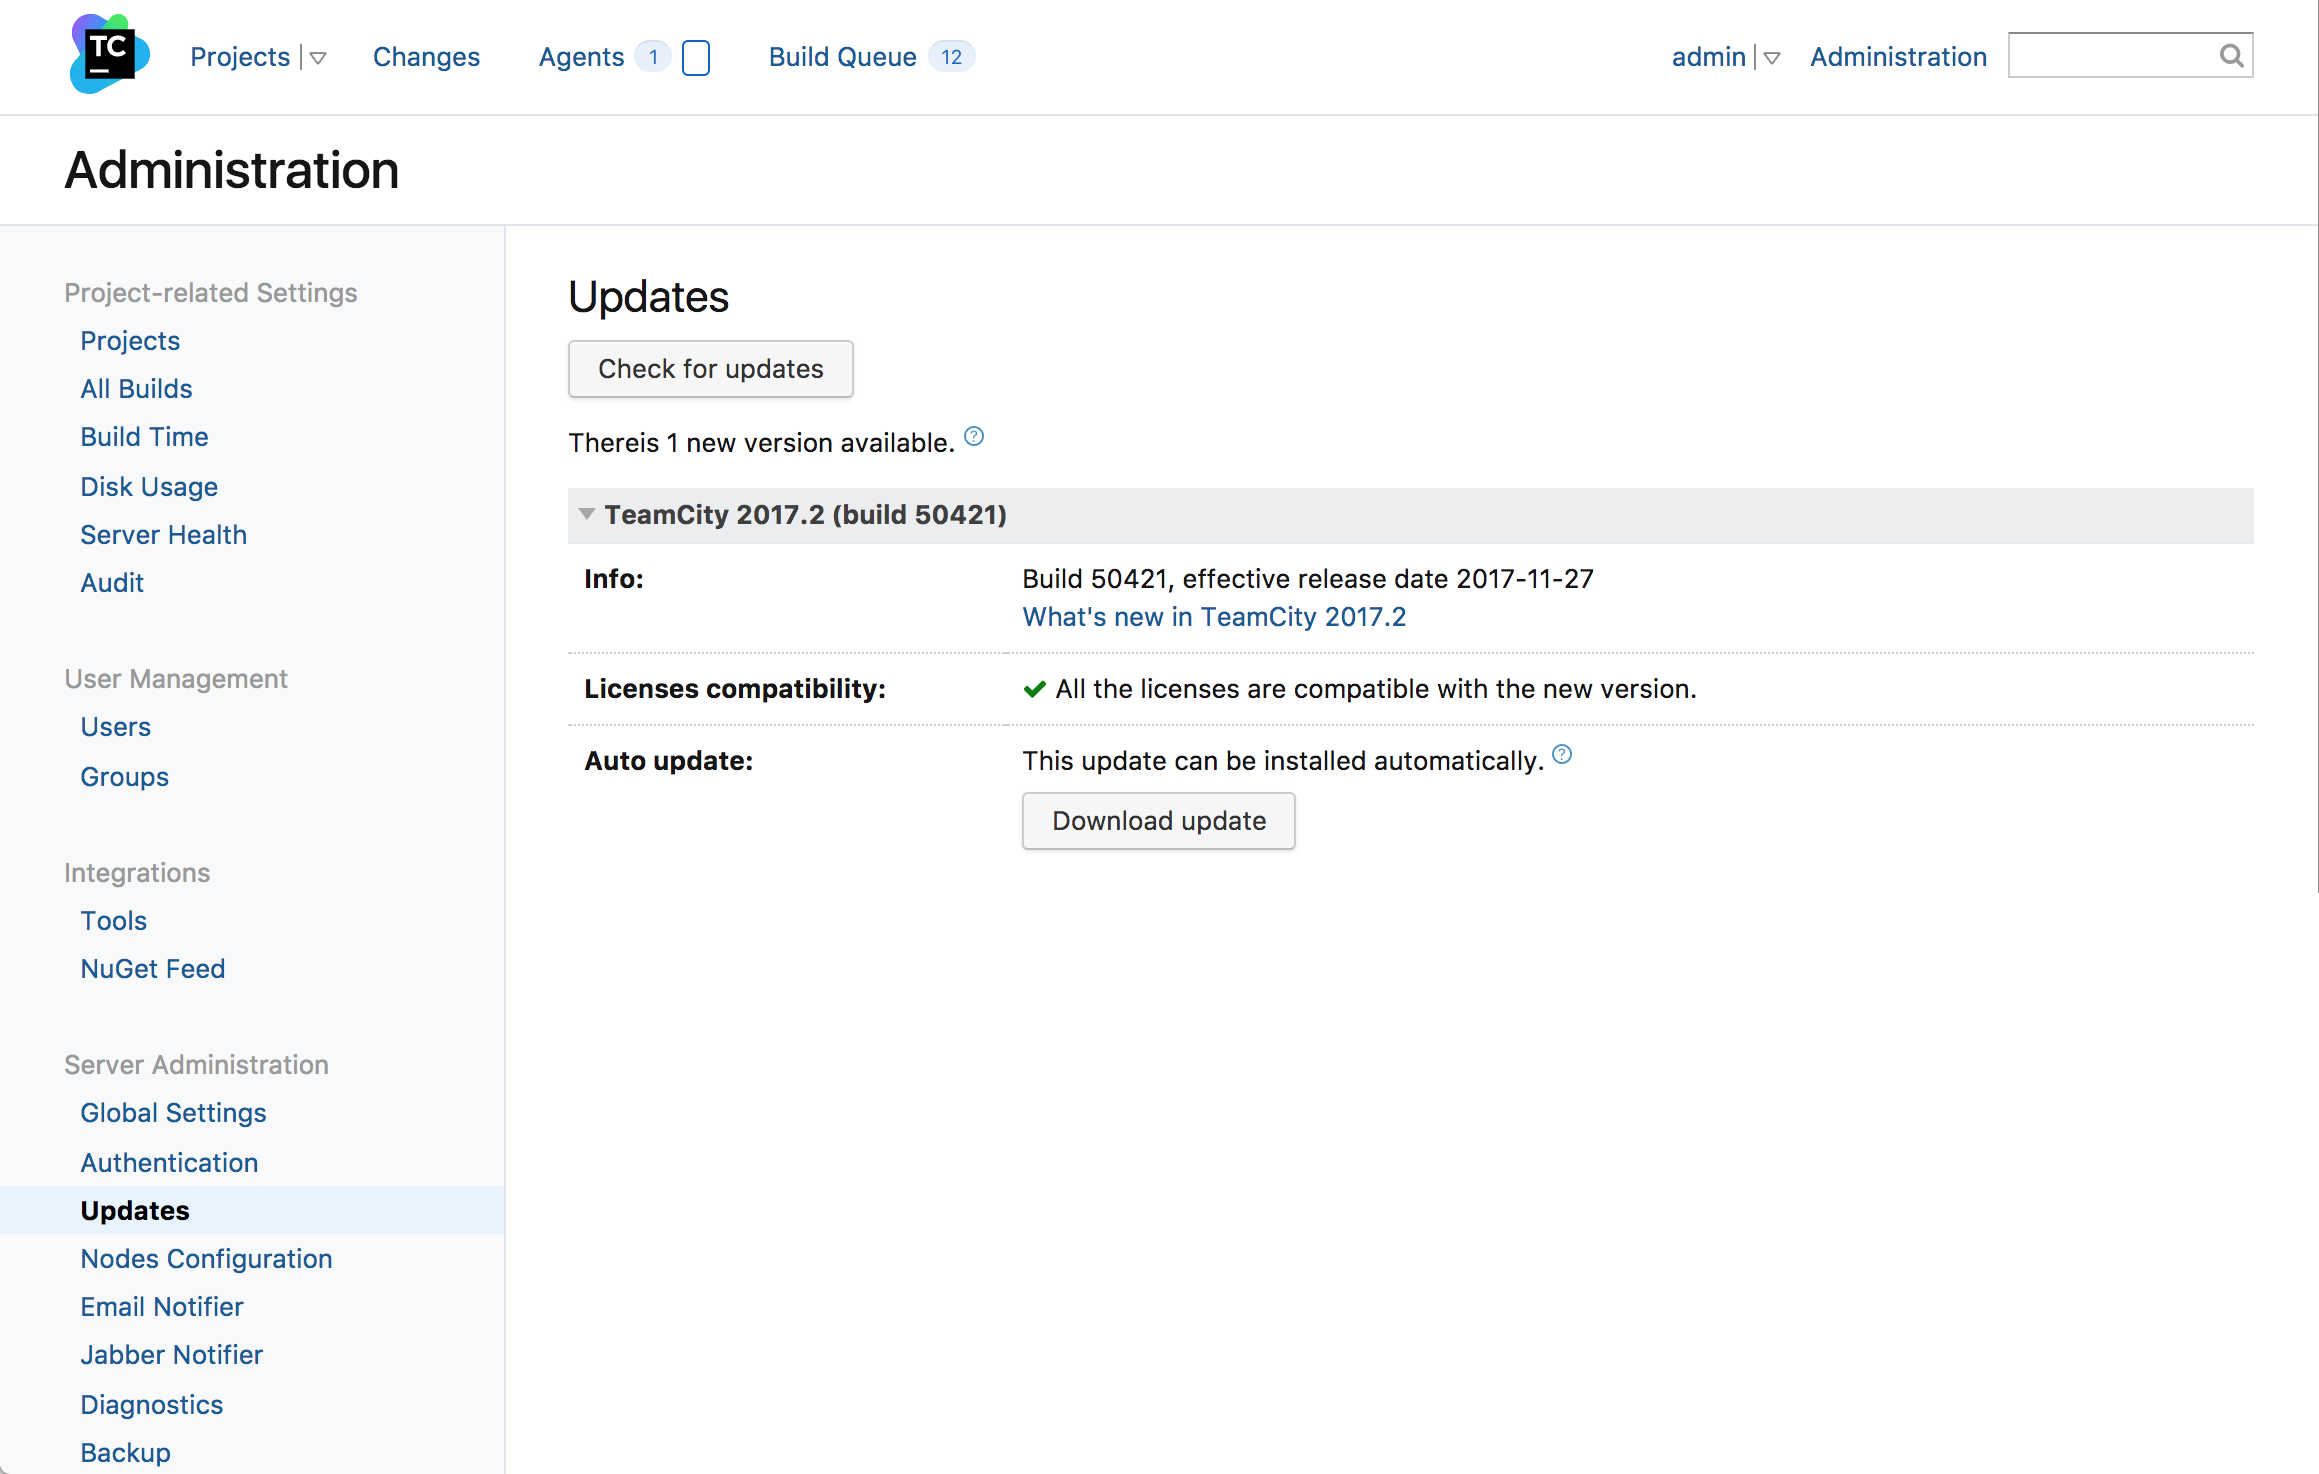 TC
Projects
Changes
Agents 1
Build Queue 12
admin
Administration
Administration
Project-related Settings
Projects
All Builds
Build Time
Disk Usage
Server Health
Audit
User Management
Users
Groups
Integrations
Tools
NuGet Feed
Server Administration
Global Settings
Authentication
Updates
Nodes Configuration
Email Notifier
Jabber Notifier
Diagnostics
Backup
Updates
Check for updates
Thereis 1 new version available. ?
TeamCity 2017.2 (build 50421)
Info:
Build 50421, effective release date 2017-11-27
What's new in TeamCity 2017.2
Licenses compatibility:
All the licenses are compatible with the new version.
Auto update:
This update can be installed automatically. ?
Download update